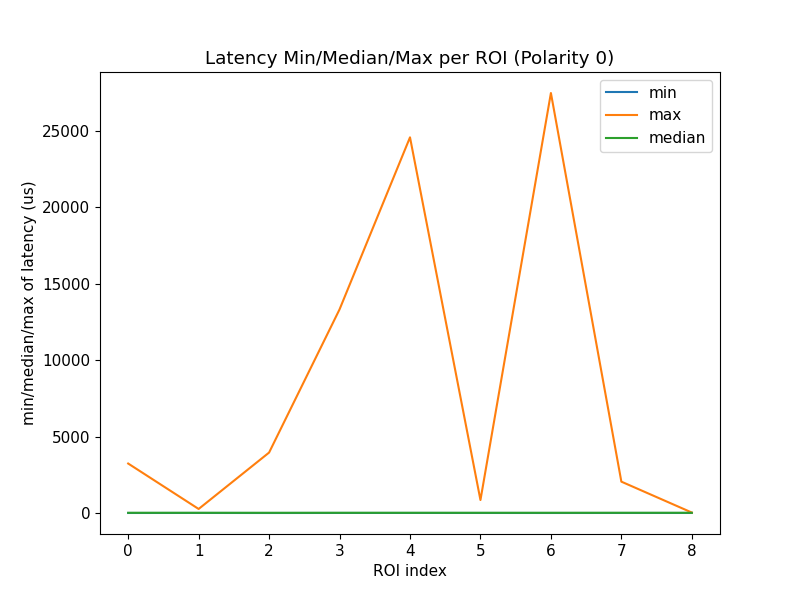 Latency Min/Median/Max per ROI (Polarity 0)
min
max
median
min/median/max of latency (us)
25000
20000
15000
10000
5000
0
0 1 2 3 4 5 6 7 8
ROI index